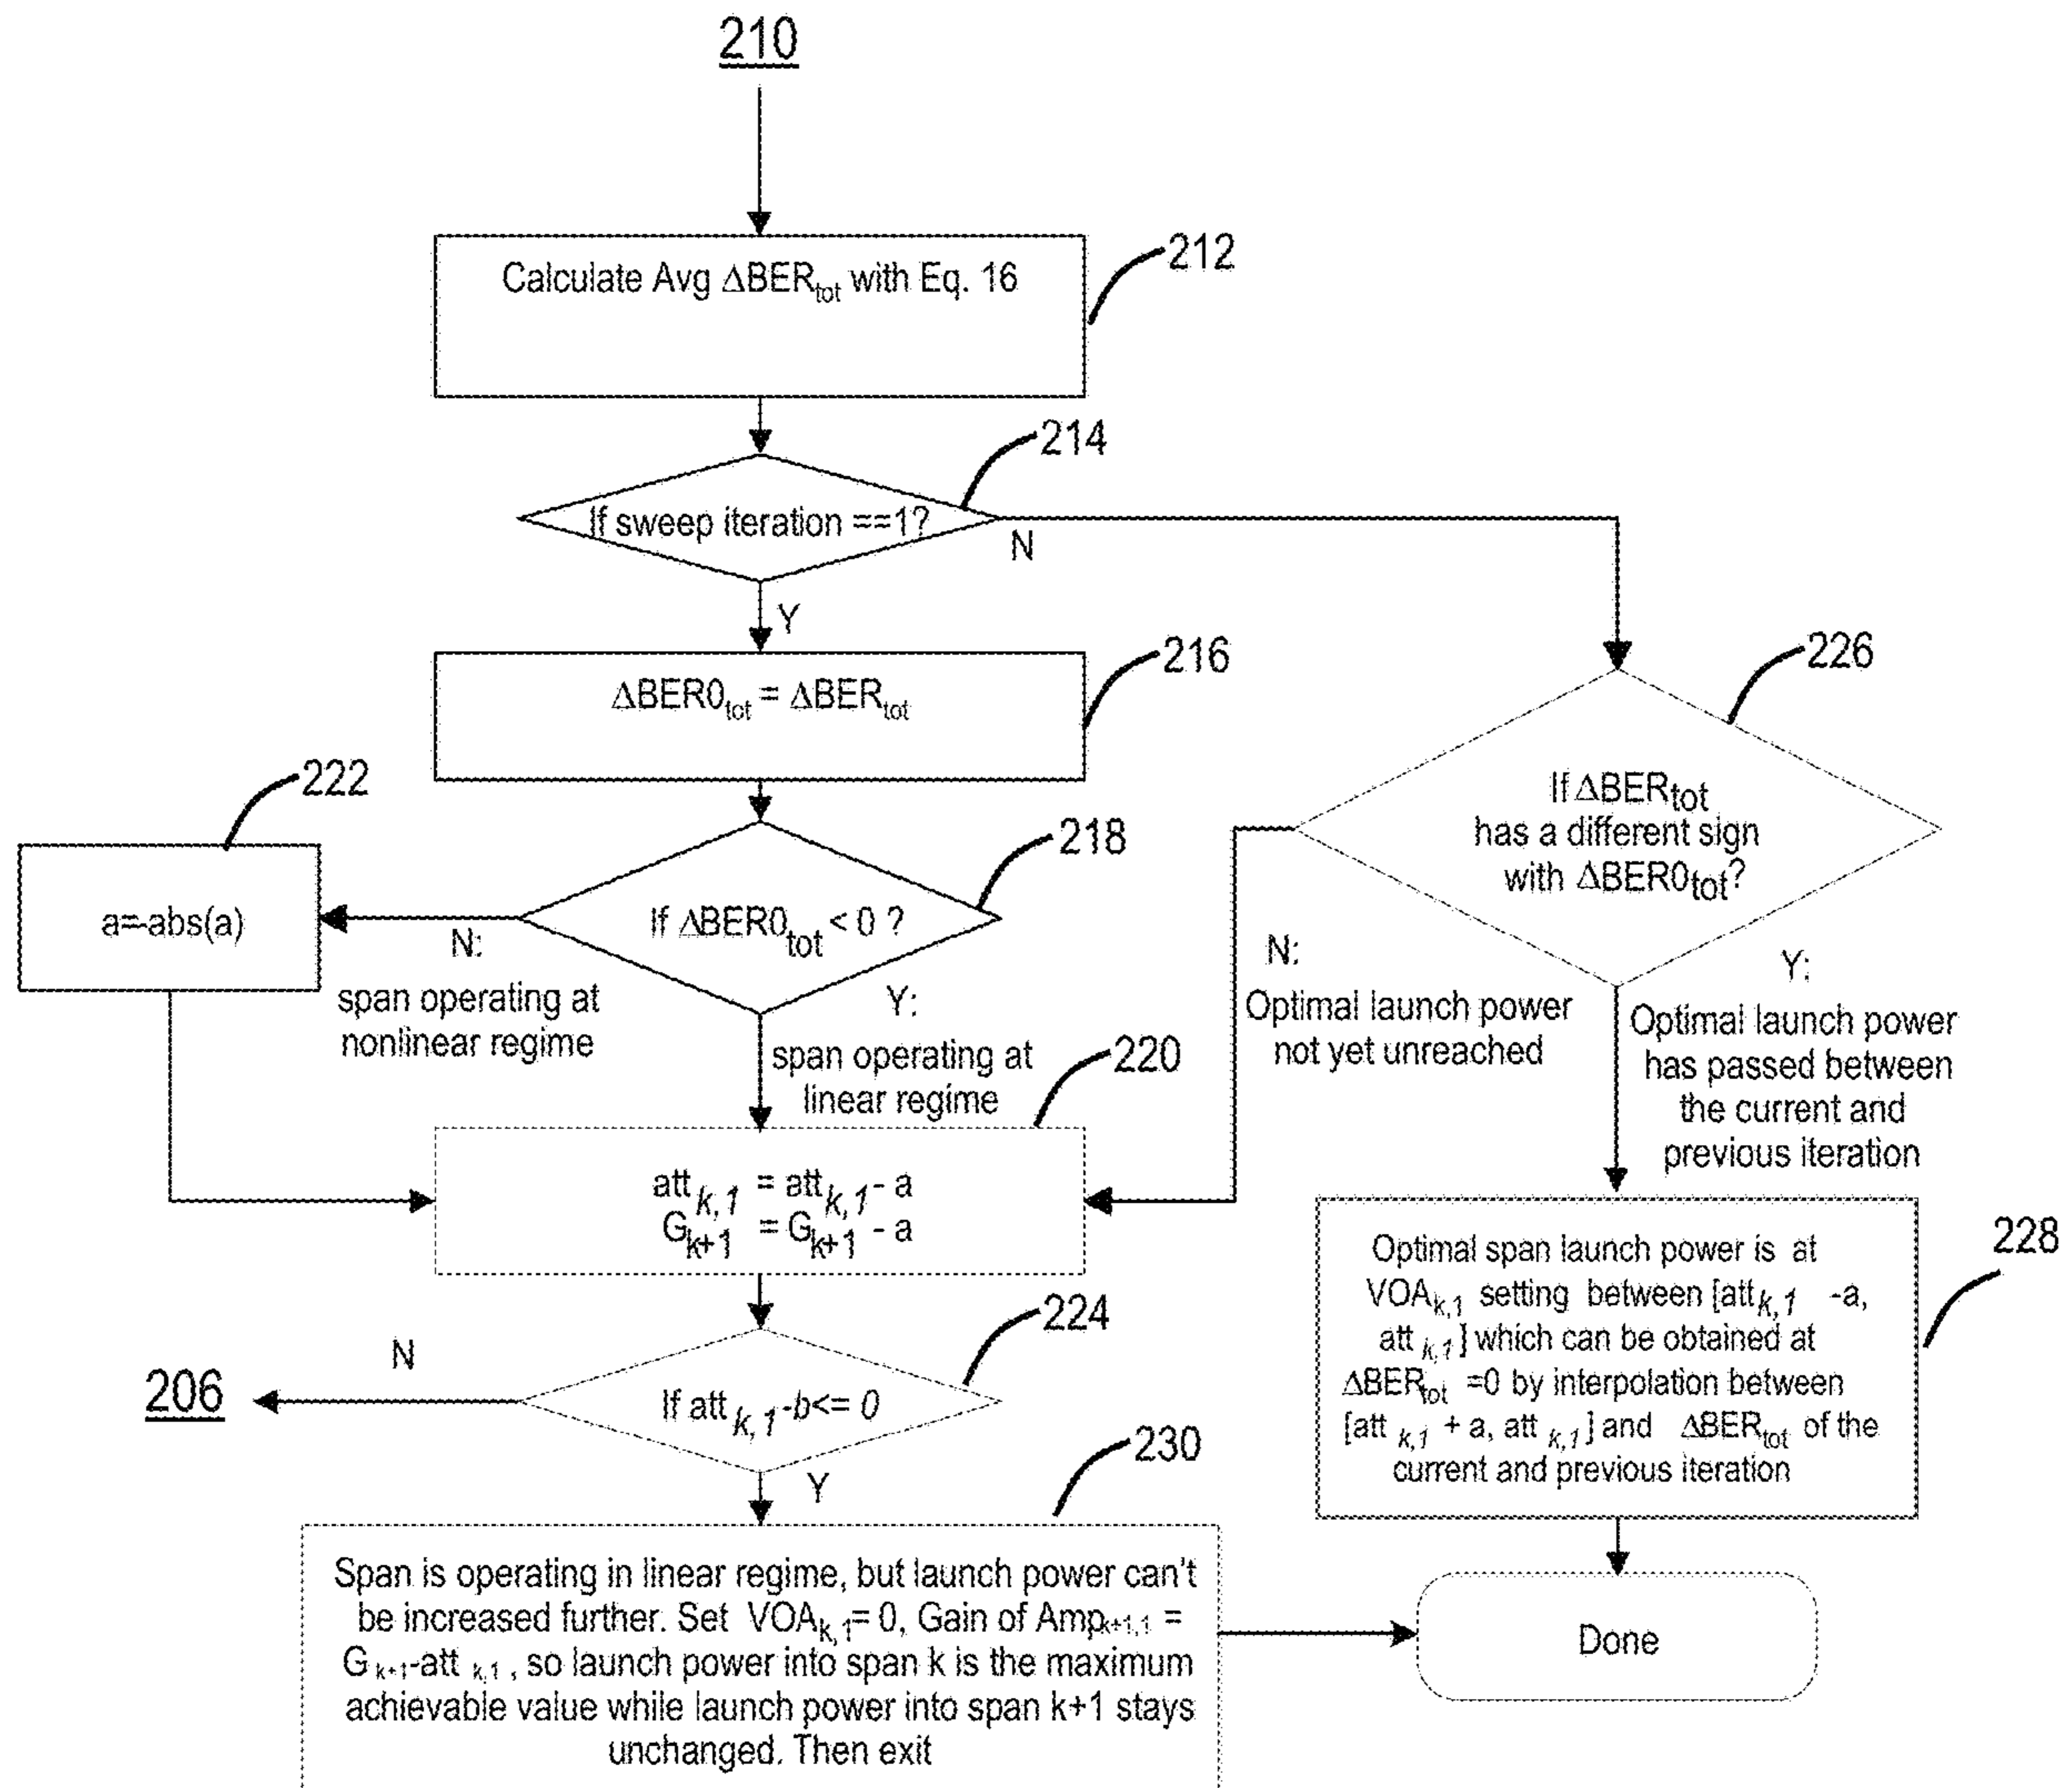 210
212
Calculate Avg ΔBERtot with Eq. 16
214
If sweep iteration ==1?
N
Y
216
ΔBER0tot = ΔBERtot
226
If ΔBERtot
has a different sign
with ΔBER0tot?
222
a=-abs(a)
218
If ΔBER0tot < 0 ?
N:
span operating at
nonlinear regime
Y:
span operating at
linear regime
N:
Optimal launch power
not yet unreached
Y:
Optimal launch power
has passed between
the current and
previous iteration
220
attk,1 = attk,1 - a
Gk+1 = Gk+1 - a
228
Optimal span launch power is at
VOAk,1 setting between [attk,1 -a,
att k,1] which can be obtained at
ΔBERtot =0 by interpolation between
[att k,1 + a, att k,1] and ΔBERtot of the
current and previous iteration
224
If attk,1-b<= 0
N
206
Y
230
Span is operating in linear regime, but launch power can't
be increased further. Set VOAk,1= 0, Gain of Ampk+1,1 =
G k+1-att k,1 , so launch power into span k is the maximum
achievable value while launch power into span k+1 stays
unchanged. Then exit
Done